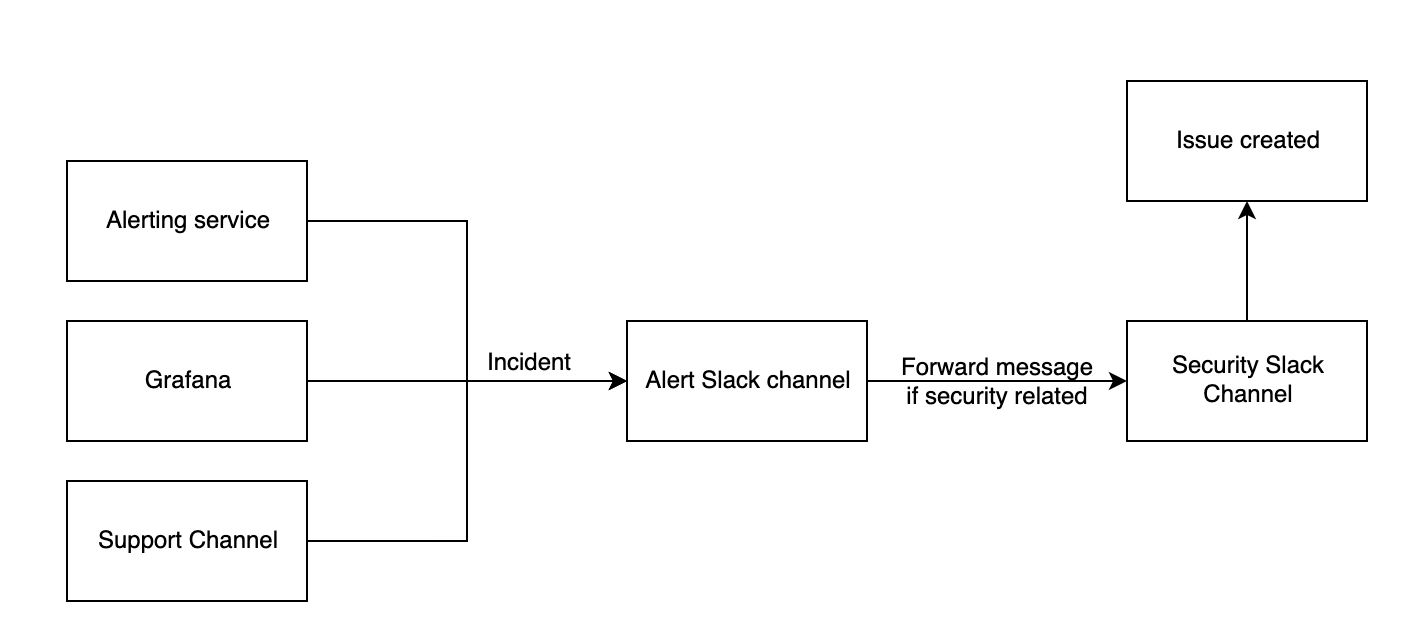 Issue created
Alerting service
Grafana
Incident
Alert Slack channel
Forward message
if security related
Security Slack
Channel
Support Channel